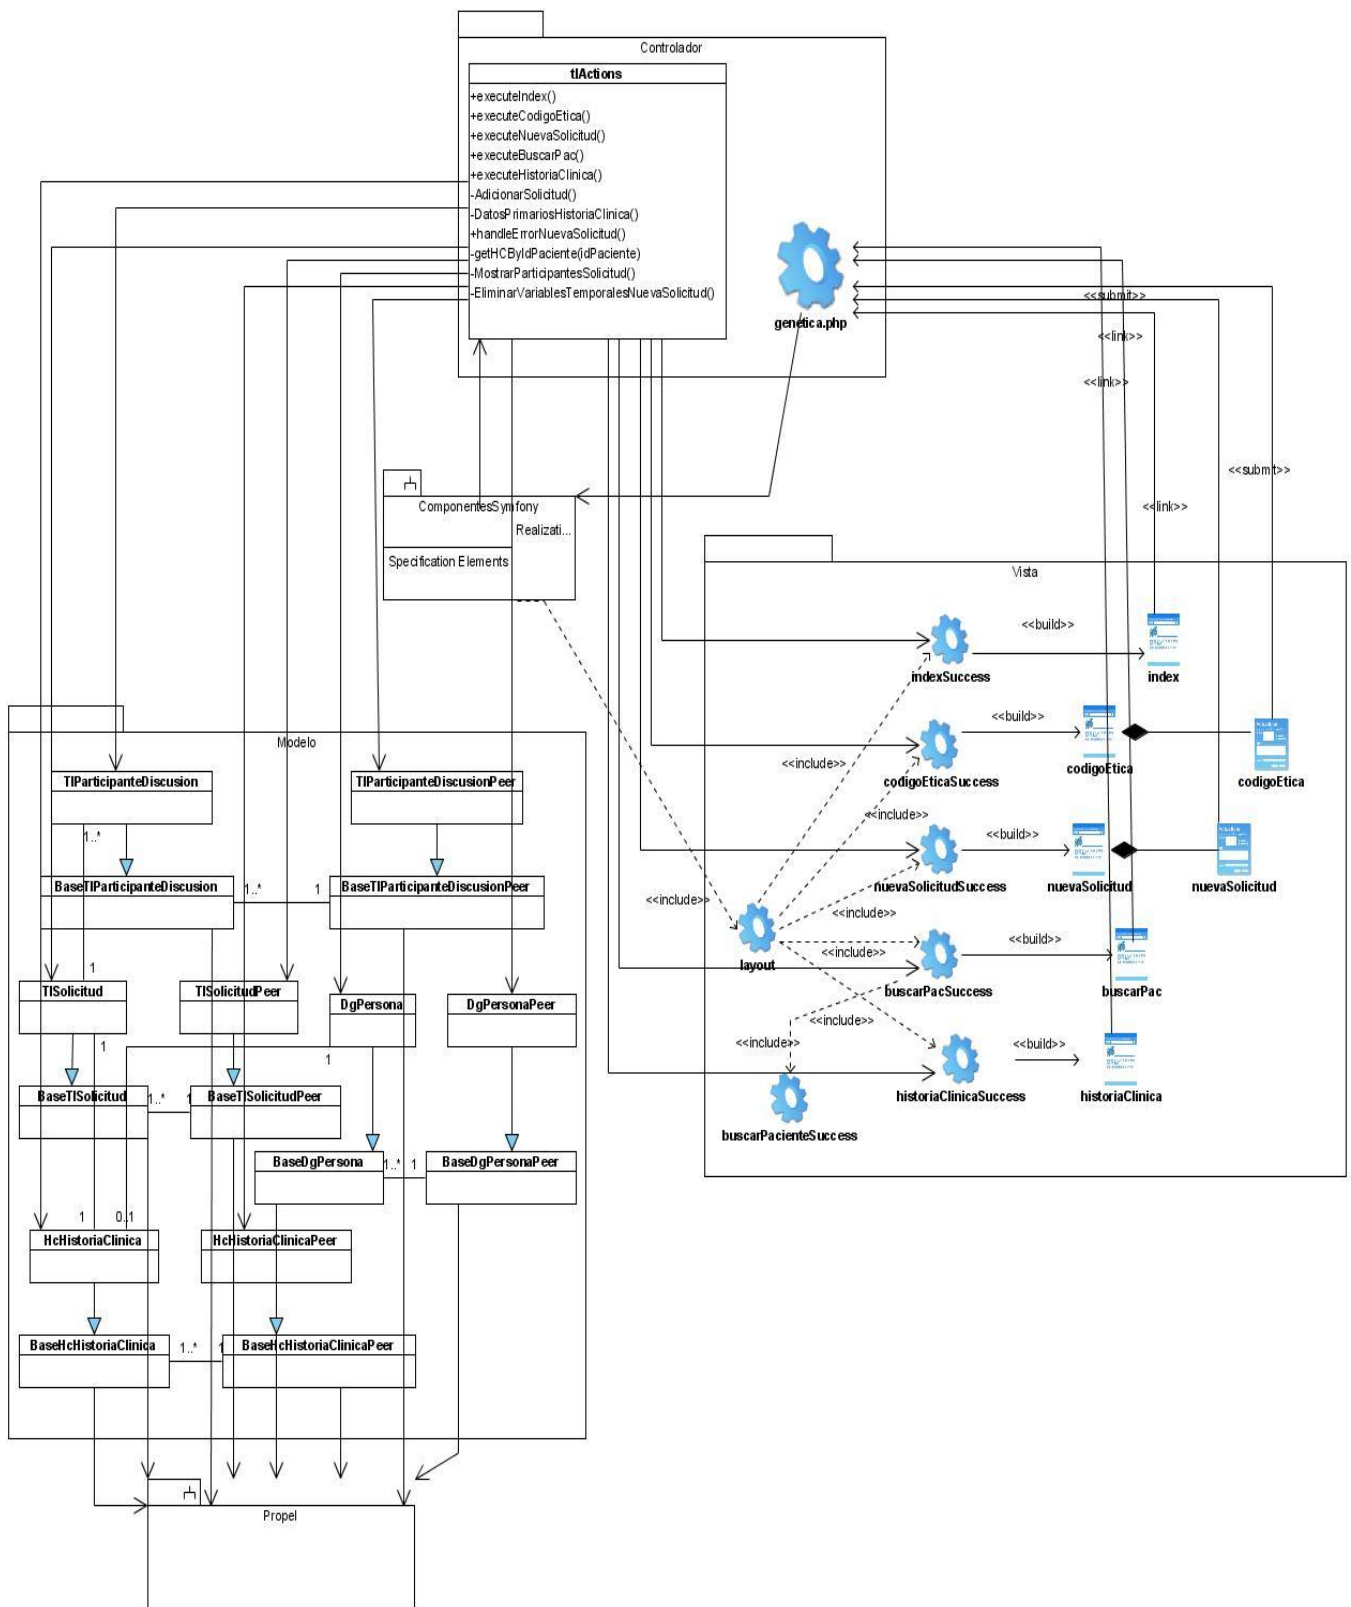 Controlador
tlActions
+executeIndex()
+executeCodigoEtica()
+executeNuevaSolicitud()
+executeBuscarPac()
+executeHistoriaClinica()
-AdicionarSolicitud()
-DatosPrimariosHistoriaClinica()
+handleErrorNuevaSolicitud()
-getHCByIdPaciente(idPaciente)
-MostrarParticipantesSolicitud()
-EliminarVariablesTemporalesNuevaSolicitud()
genetica.php
<<submit>>
<<link>>
<<link>>
<<submit>>
<<link>>
ComponentesSymfony
Realizati...
Specification Elements
Vista
<<build>>
indexSuccess
index
<<build>>
<<include>>
codigoEticaSuccess
codigoEtica
codigoEtica
<<include>>
<<build>>
nuevaSolicitudSuccess
nuevaSolicitud
nuevaSolicitud
<<include>>
<<include>>
<<build>>
<<include>>
layout
buscarPacSuccess
buscarPac
<<include>>
<<include>>
<<build>>
historiaClinicaSuccess
historiaClinica
buscarPacienteSuccess
Modelo
TlParticipanteDiscusion
TlParticipanteDiscusionPeer
1..*
BaseTlParticipanteDiscusion
1..*
1
BaseTlParticipanteDiscusionPeer
1
TlSolicitud
TlSolicitudPeer
DgPersona
DgPersonaPeer
1
1
BaseTlSolicitud
1..*
1
BaseTlSolicitudPeer
BaseDgPersona
1..*
1
BaseDgPersonaPeer
1
0..1
HcHistoriaClinica
HcHistoriaClinicaPeer
BaseHcHistoriaClinica
1..*
1
BaseHcHistoriaClinicaPeer
Propel